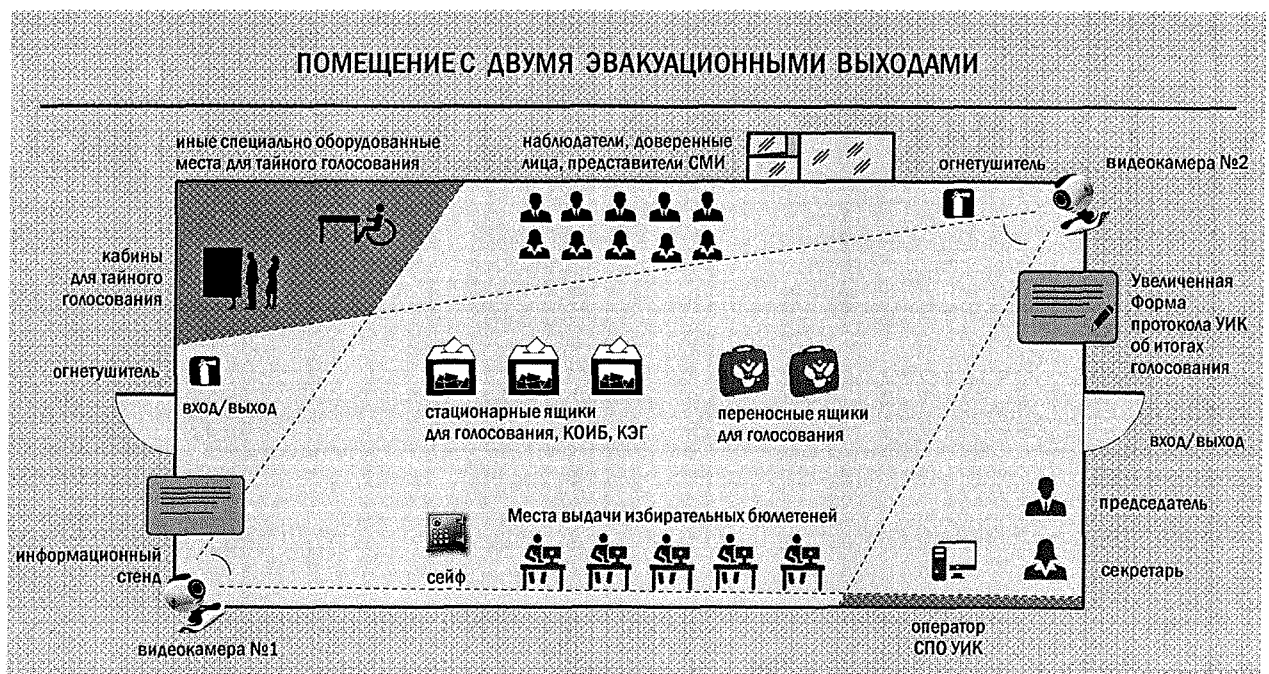 ПОМЕЩЕНИЕ С ДВУМЯ ЭВАКУАЦИОННЫМИ ВЫХОДАМИ
иные специально оборудованные
места для тайного голосования
наблюдатели, доверенные
лица, представители СМИ
огнетушитель
видеокамера №2
кабины
для тайного
голосования
Увеличенная
Форма
протокола УИК
об итогах
голосования
огнетушитель
вход/выход
стационарные ящики
для голосования, КОИБ, КЭГ
переносные ящики
для голосования
вход/выход
председатель
Места выдачи избирательных бюллетеней
информационный
стенд
сейф
секретарь
оператор
СПО УИК
видеокамера №1